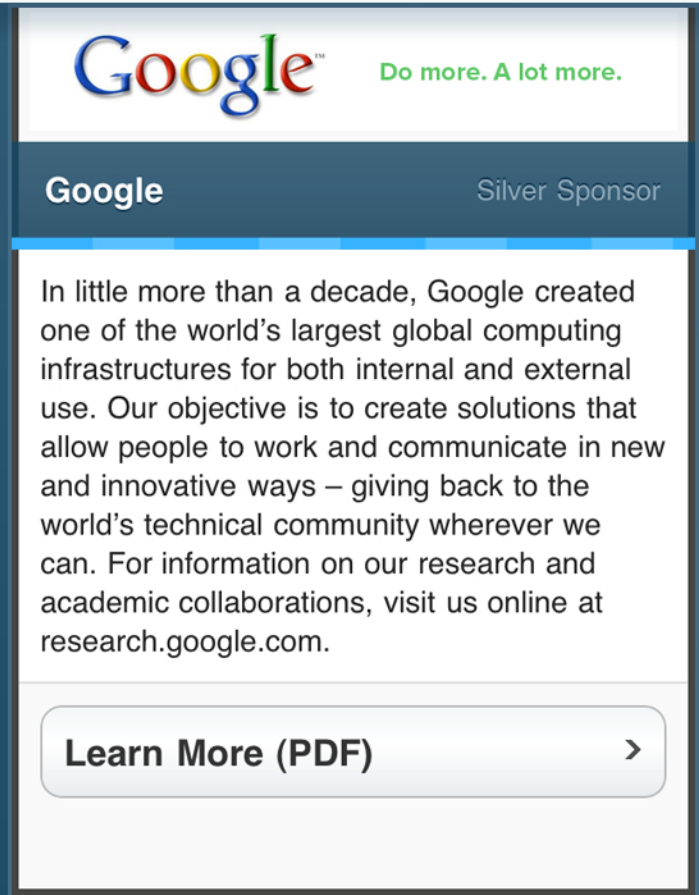 Google™
Do more. A lot more.
Google
Silver Sponsor
In little more than a decade, Google created
one of the world's largest global computing
infrastructures for both internal and external
use. Our objective is to create solutions that
allow people to work and communicate in new
and innovative ways – giving back to the
world's technical community wherever we
can. For information on our research and
academic collaborations, visit us online at
research.google.com.
Learn More (PDF)